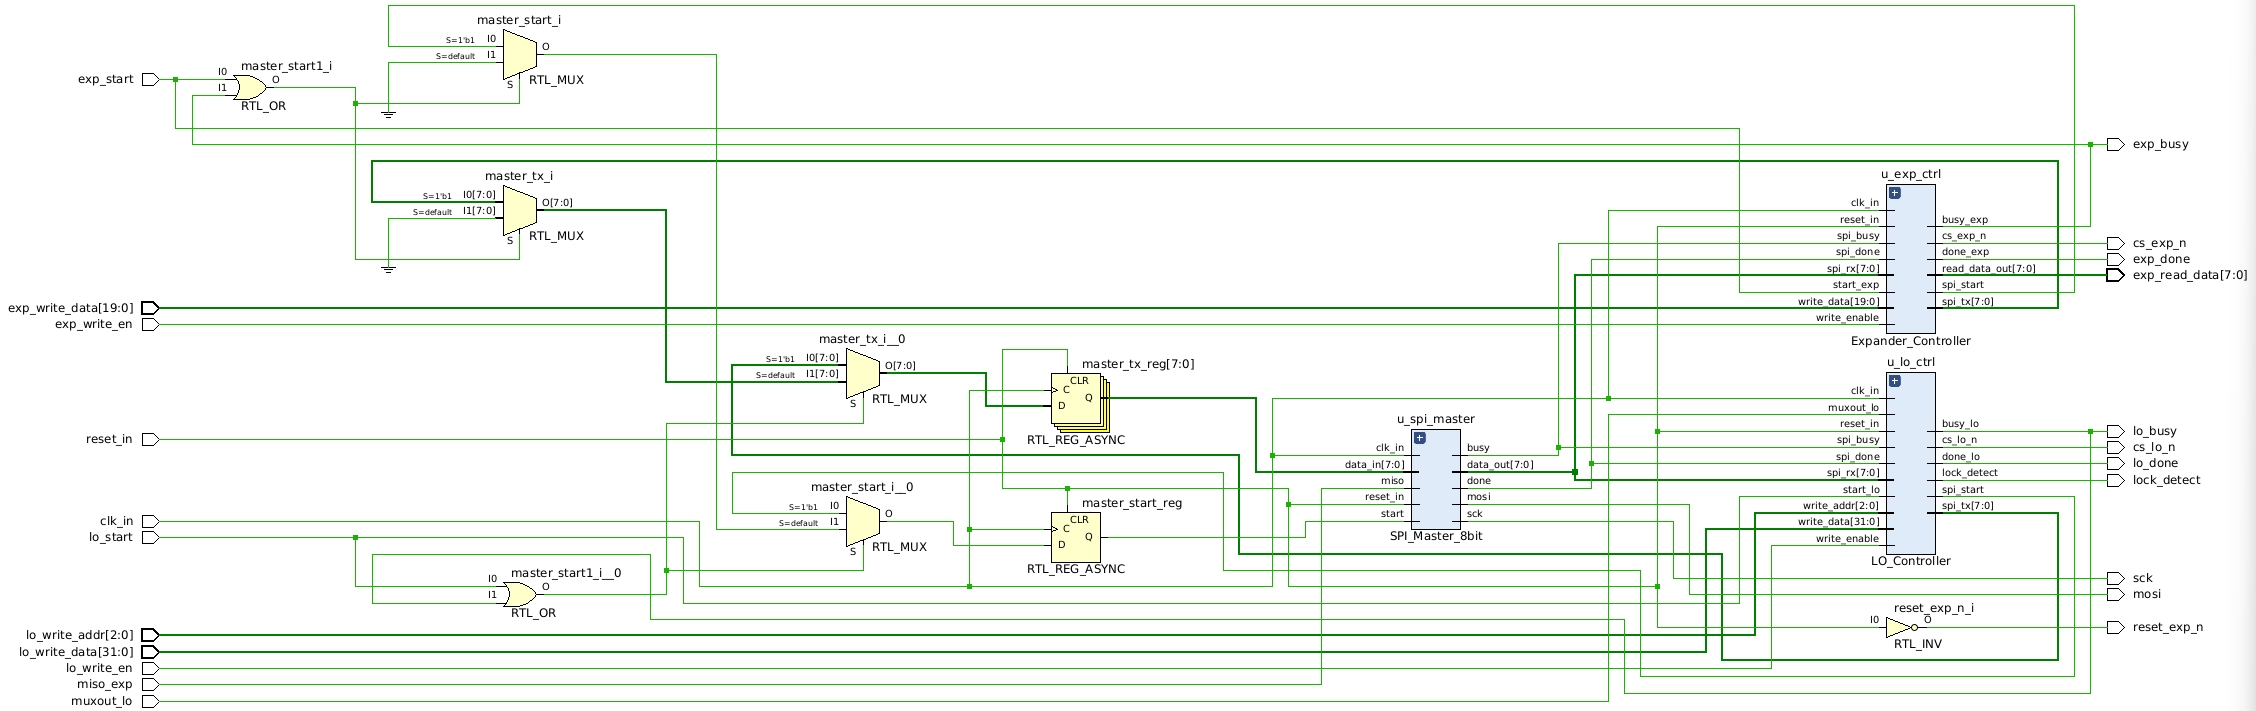 master_start_i
S=1'b1 I0
S=default I1
O
S
RTL_MUX
exp_start
master_start1_i
I0
I1
O
RTL_OR
exp_busy
master_tx_i
S=1'b1 I0[7:0]
S=default I1[7:0]
O[7:0]
S
RTL_MUX
u_exp_ctrl
clk_in
reset_in
spi_busy
spi_done
spi_rx[7:0]
start_exp
write_data[19:0]
write_enable
busy_exp
cs_exp_n
done_exp
read_data_out[7:0]
spi_start
spi_tx[7:0]
Expander_Controller
cs_exp_n
exp_done
exp_read_data[7:0]
exp_write_data[19:0]
exp_write_en
master_tx_i__0
S=1'b1 I0[7:0]
S=default I1[7:0]
O[7:0]
S
RTL_MUX
master_tx_reg[7:0]
CLR
C
D
Q
RTL_REG_ASYNC
u_lo_ctrl
clk_in
muxout_lo
reset_in
spi_busy
spi_done
spi_rx[7:0]
start_lo
write_addr[2:0]
write_data[31:0]
write_enable
busy_lo
cs_lo_n
done_lo
lock_detect
spi_start
spi_tx[7:0]
LO_Controller
lo_busy
cs_lo_n
lo_done
lock_detect
reset_in
u_spi_master
clk_in
data_in[7:0]
miso
reset_in
start
busy
data_out[7:0]
done
mosi
sck
SPI_Master_8bit
master_start_i__0
S=1'b1 I0
S=default I1
O
S
RTL_MUX
master_start_reg
CLR
C
D
Q
RTL_REG_ASYNC
clk_in
lo_start
master_start1_i__0
I0
I1
O
RTL_OR
sck
mosi
reset_exp_n_i
I0
O
RTL_INV
reset_exp_n
lo_write_addr[2:0]
lo_write_data[31:0]
lo_write_en
miso_exp
muxout_lo